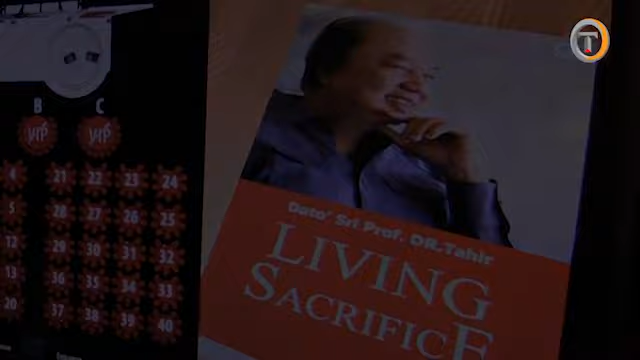 T
B C
VIP VIP
4 21 22 23 24
5 28 27 26 25
12 29 30 31 32
13 36 35 34 33
20 37 38 39 40
Dato' Sri Prof. DR. Tahir
LIVING
SACRIFICE